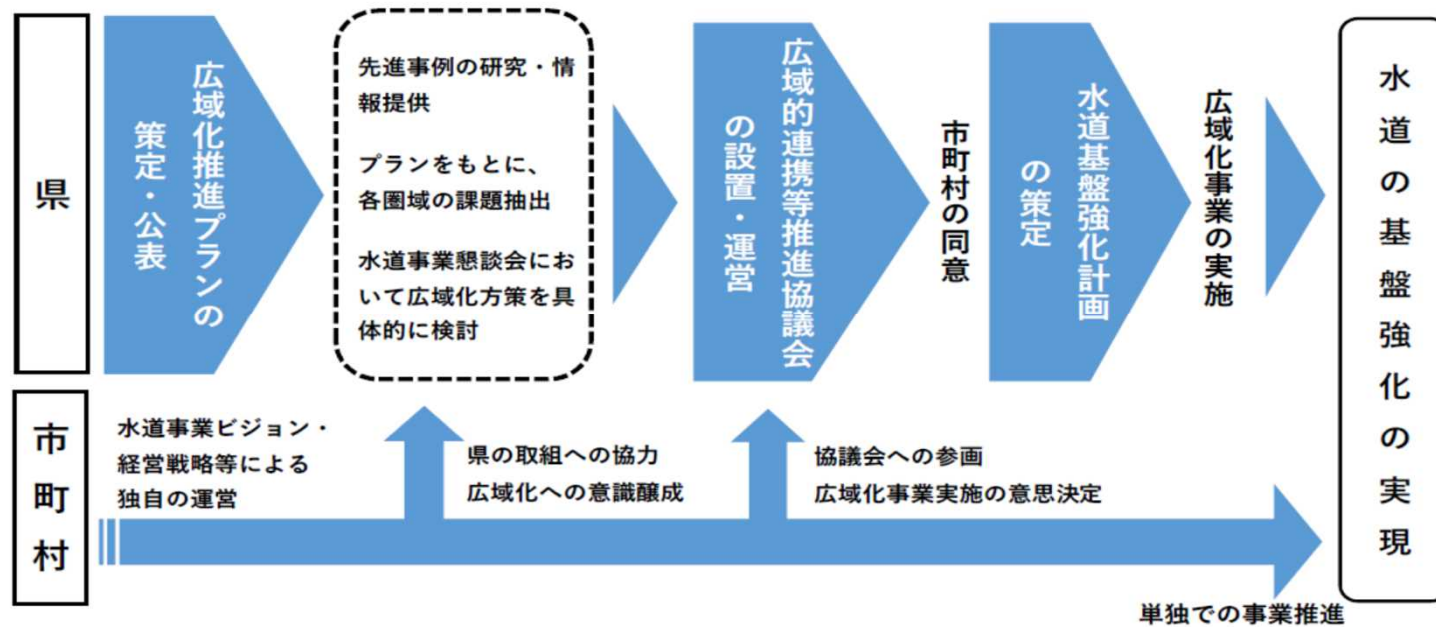 県
広域化推進プランの
策定・公表
先進事例の研究・情
報提供
プランをもとに、
各圏域の課題抽出
水道事業懇談会にお
いて広域化方策を具
体的に検討
広域的連携等推進協議会
の設置・運営
市町村の同意
水道基盤強化計画
の策定
広域化事業の実施
水道の基盤強化の実現
市町村
水道事業ビジョン・
経営戦略等による
独自の運営
県の取組への協力
広域化への意識醸成
協議会への参画
広域化事業実施の意思決定
単独での事業推進